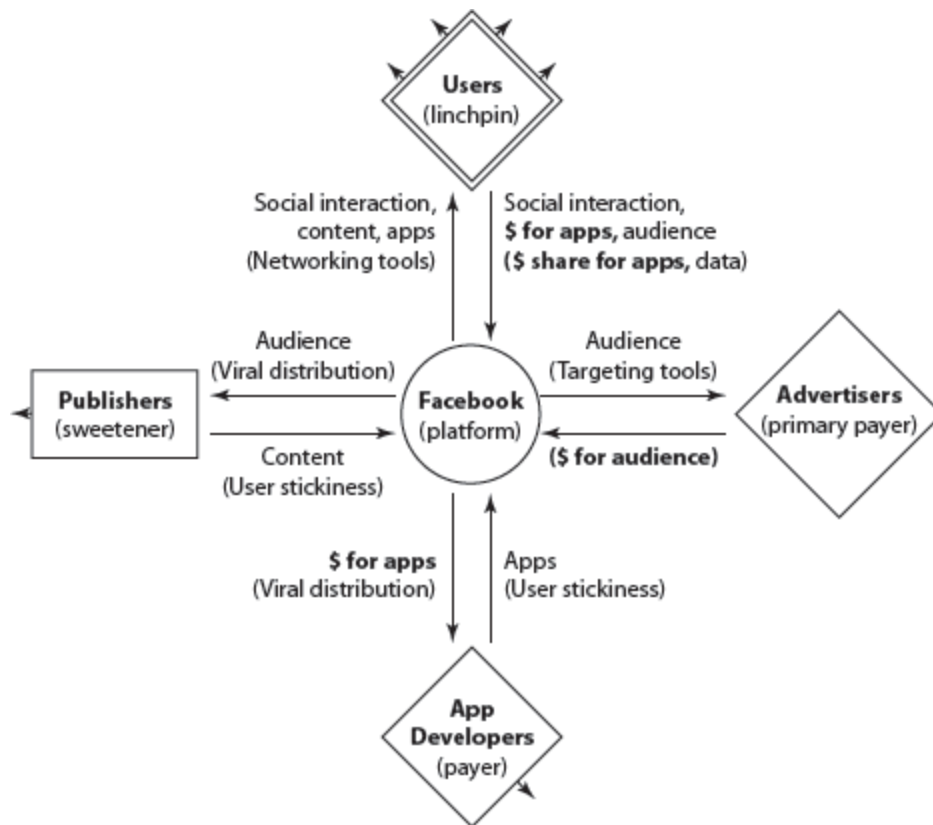 Users
(linchpin)
Social interaction,
content, apps
(Networking tools)
Social interaction,
$ for apps, audience
($ share for apps, data)
Audience
(Viral distribution)
Audience
(Targeting tools)
Publishers
(sweetener)
Facebook
(platform)
Advertisers
(primary payer)
Content
(User stickiness)
($ for audience)
$ for apps
(Viral distribution)
Apps
(User stickiness)
App
Developers
(payer)